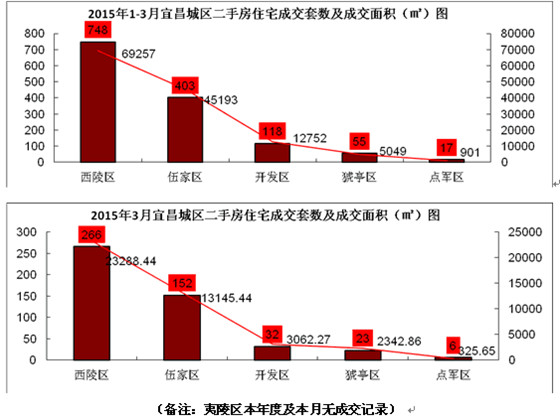 2015年1-3月宜昌城区二手房住宅成交套数及成交面积（㎡）图
800 748 80000
700 69257 70000
600 60000
500 403 50000
400 45193 40000
300 30000
200 118 20000
100 12752 55 5049 17 901 10000
0 0
西陵区 伍家区 开发区 猇亭区 点军区
2015年3月宜昌城区二手房住宅成交套数及成交面积（㎡）图
300 266 25000
250 23288.44 20000
200 152
150 13145.44 15000
100 10000
50 32 3062.27 23 2342.86 6 325.65 5000
0 0
西陵区 伍家区 开发区 猇亭区 点军区
（备注：夷陵区本年度及本月无成交记录）